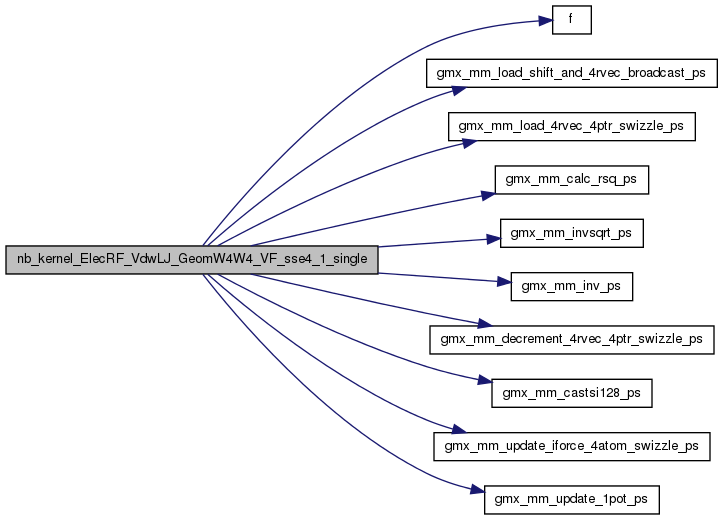 f
gmx_mm_load_shift_and_4rvec_broadcast_ps
gmx_mm_load_4rvec_4ptr_swizzle_ps
gmx_mm_calc_rsq_ps
gmx_mm_invsqrt_ps
nb_kernel_ElecRF_VdwLJ_GeomW4W4_VF_sse4_1_single
gmx_mm_inv_ps
gmx_mm_decrement_4rvec_4ptr_swizzle_ps
gmx_mm_castsi128_ps
gmx_mm_update_iforce_4atom_swizzle_ps
gmx_mm_update_1pot_ps